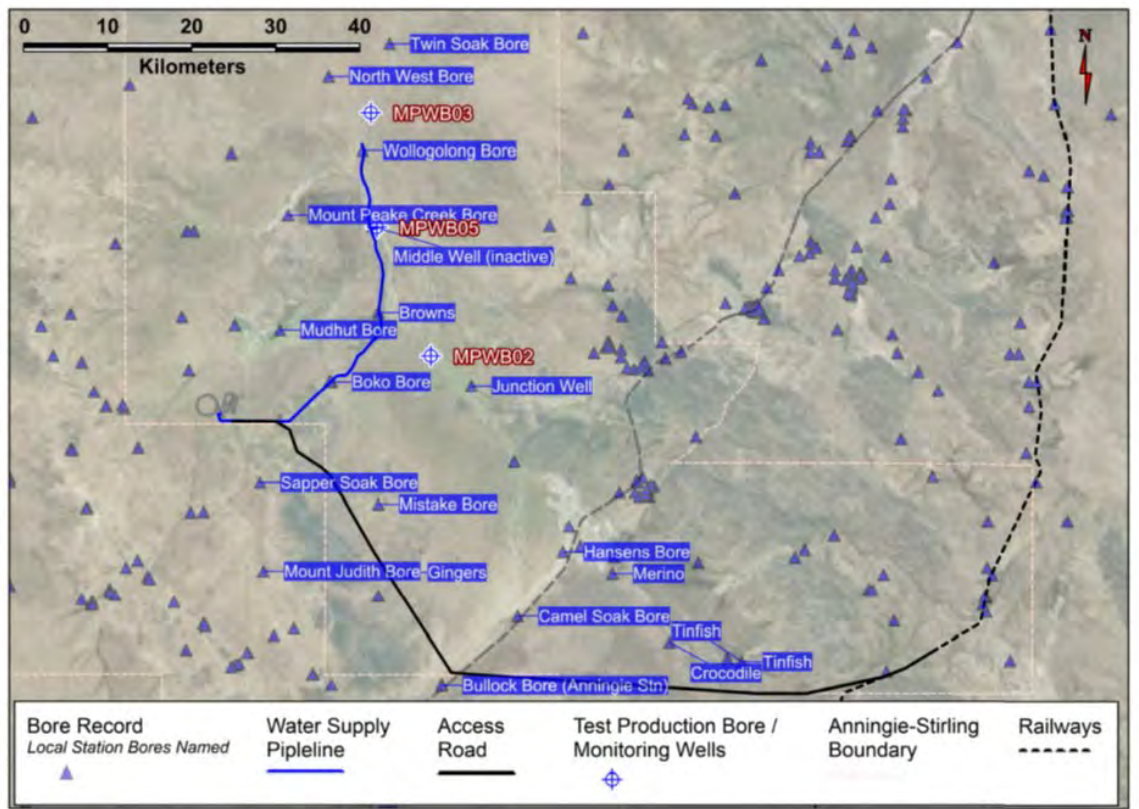 0 20 40
Kilometers
N
Twin Soak Bore
North West Bore
MPWB03
Wollogolong Bore
Mount Peake Creek Bore
MPWB05
Middle Well (inactive)
Browns
Mudhut Bore
MPWB02
Boko Bore
Junction Well
Sapper Soak Bore
Mistake Bore
Hansens Bore
Mount Judith Bore Gingers
Merino
Camel Soak Bore
Tinfish
Tinfish
Crocodile
Bullock Bore (Anningie Stn)
Bore Record
Local Station Bores Named
Water Supply
Pipleline
Access
Road
Test Production Bore /
Monitoring Wells
Anningie-Stirling
Boundary
Railways